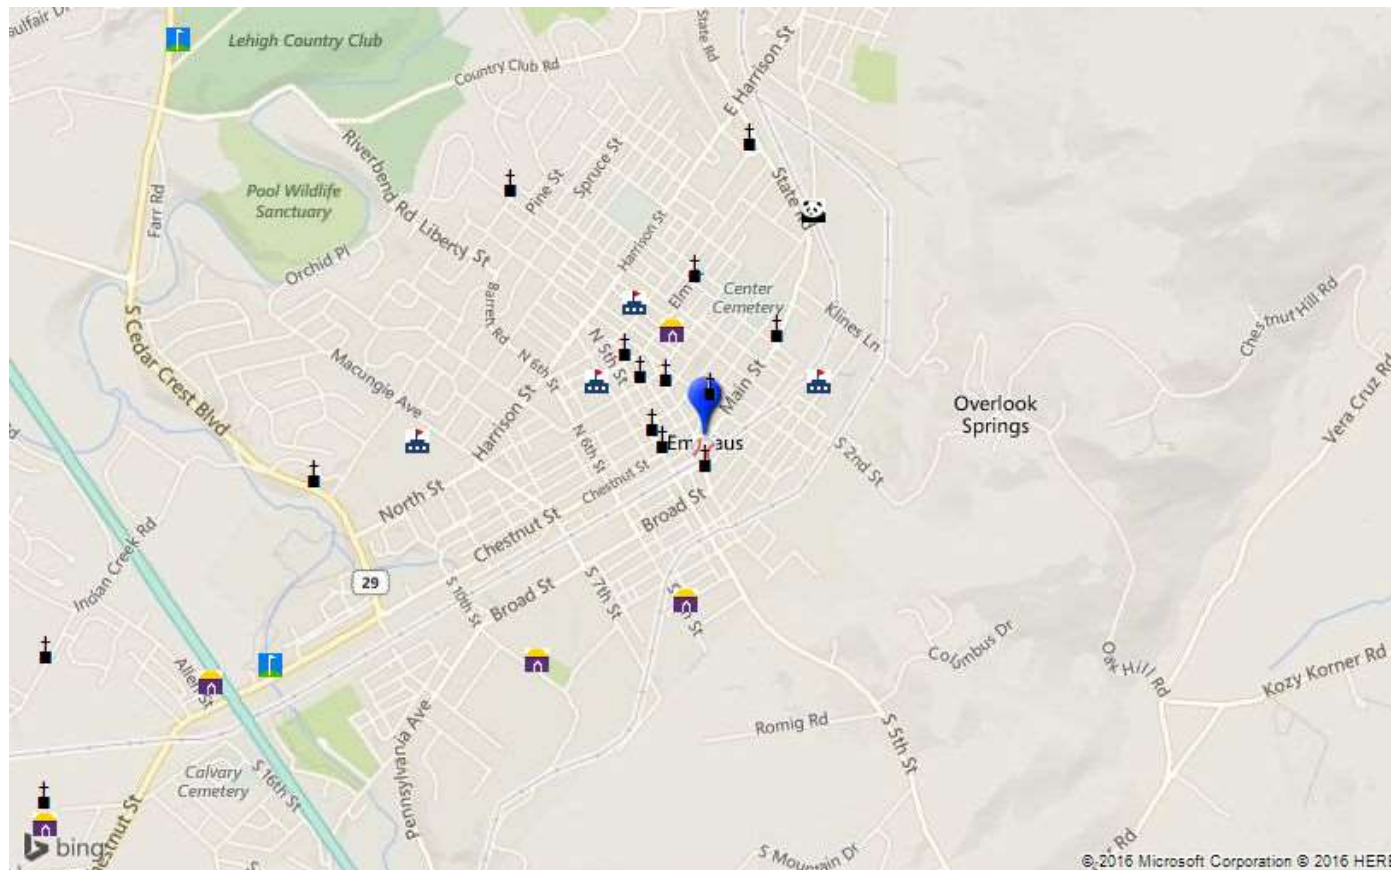 Lehigh Country Club
Country Club Rd
State Rd
E Harrison St
Riverbend Rd
Pool Wildlife
Sanctuary
Farr Rd
Pine St
Spruce St
State
Liberty St
Orchid Pl
Harrison St
Elm
Center
Cemetery
Barrett Rd
Klines Ln
Chestnut Hill Rd
S Cedar Crest Blvd
Macungie Ave
N 5th St
N 6th St
Main St
Vera Cruz Rd
Overlook
Springs
Harrison St
N 6th St
S 2nd St
Chestnut St
North St
Broad St
Chestnut St
Indian Creek Rd
29
S 10th St
Broad St
S 7th St
Columbus Dr
Oak Hill Rd
Kozy Korner Rd
Allen St
Romig Rd
S 5th St
Pennsylvania Ave
Calvary
Cemetery
S 16th St
bing
S Mountain Dr
© 2016 Microsoft Corporation © 2016 HERE